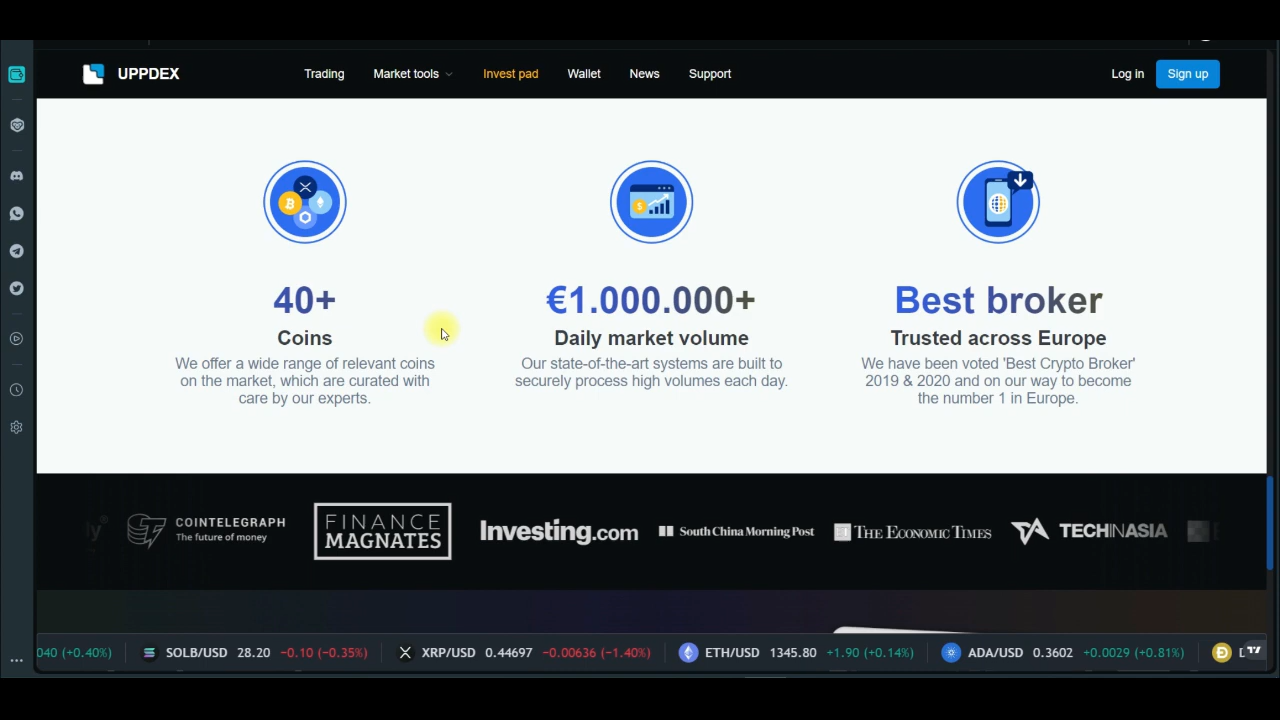 UPPDEX
Trading Market tools Invest pad Wallet News Support
Log in Sign up
40+
Coins
We offer a wide range of relevant coins
on the market, which are curated with
care by our experts.
€1.000.000+
Daily market volume
Our state-of-the-art systems are built to
securely process high volumes each day.
Best broker
Trusted across Europe
We have been voted 'Best Crypto Broker'
2019 & 2020 and on our way to become
the number 1 in Europe.
COINTELEGRAPH
The future of money
FINANCE
MAGNATES
Investing.com
South China Morning Post
THE ECONOMIC TIMES
TECHINASIA
040 (+0.40%) SOLB/USD 28.20 −0.10 (−0.35%) XRP/USD 0.44697 −0.00636 (−1.40%) ETH/USD 1345.80 +1.90 (+0.14%) ADA/USD 0.3602 +0.0029 (+0.81%)